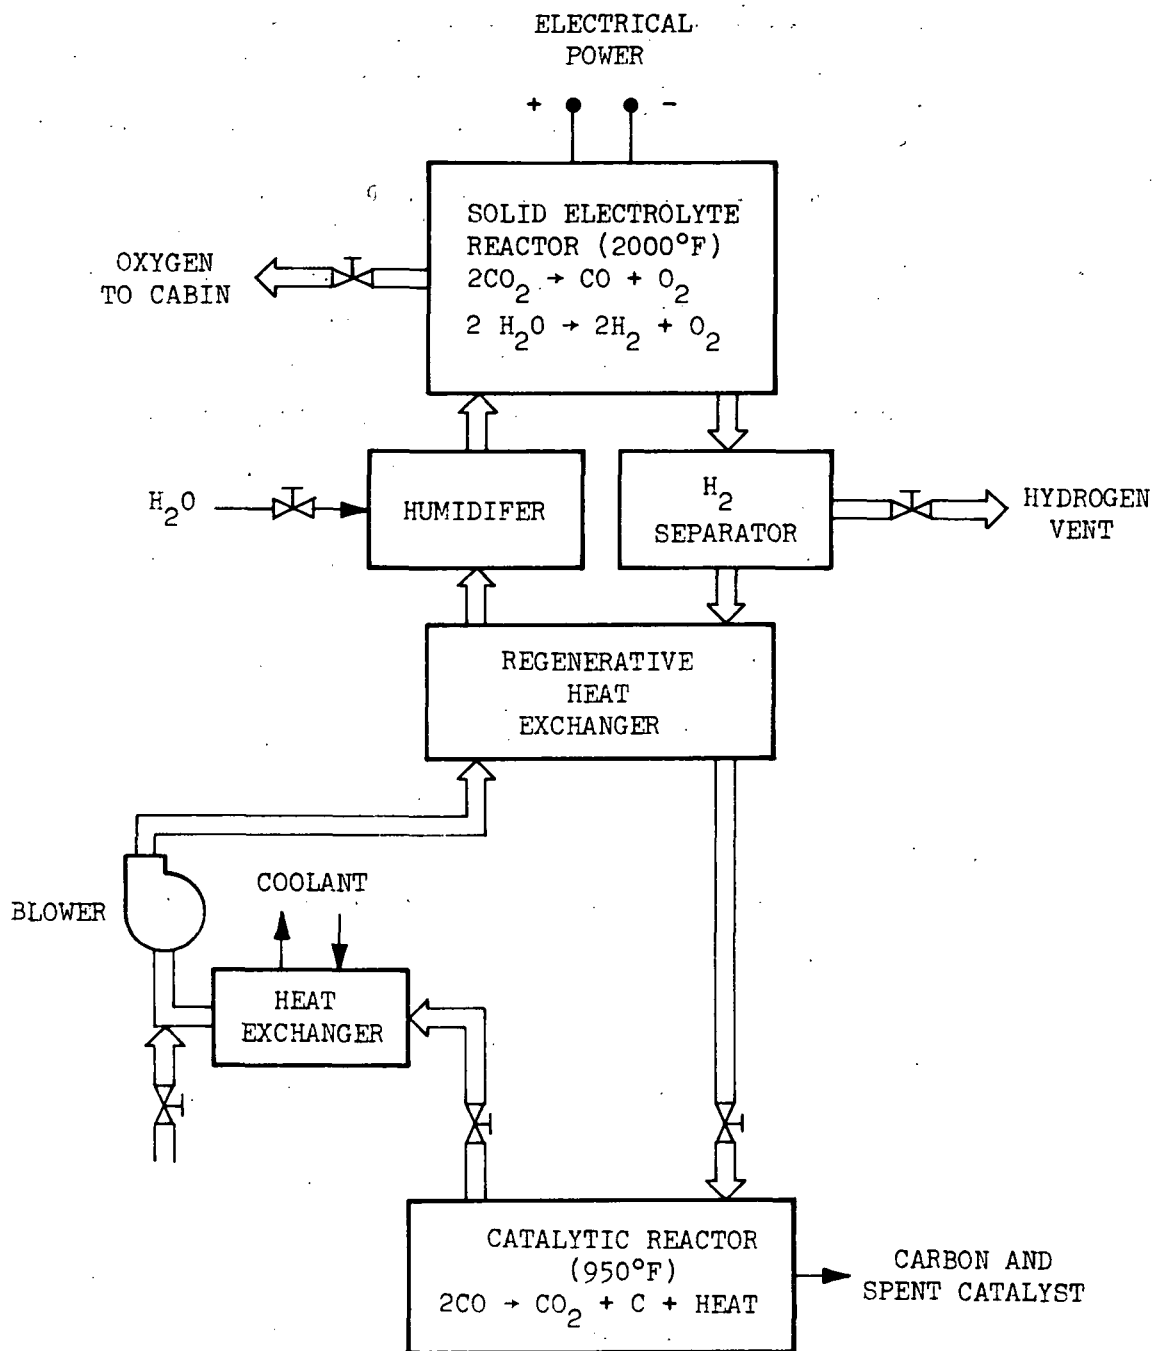 ELECTRICAL
POWER
+ -
SOLID ELECTROLYTE
REACTOR (2000°F)
2CO₂ → CO + O₂
2 H₂O → 2H₂ + O₂
OXYGEN
TO CABIN
H₂O
HUMIDIFER
H₂
SEPARATOR
HYDROGEN
VENT
REGENERATIVE
HEAT
EXCHANGER
BLOWER
COOLANT
HEAT
EXCHANGER
CATALYTIC REACTOR
(950°F)
2CO → CO₂ + C + HEAT
CARBON AND
SPENT CATALYST